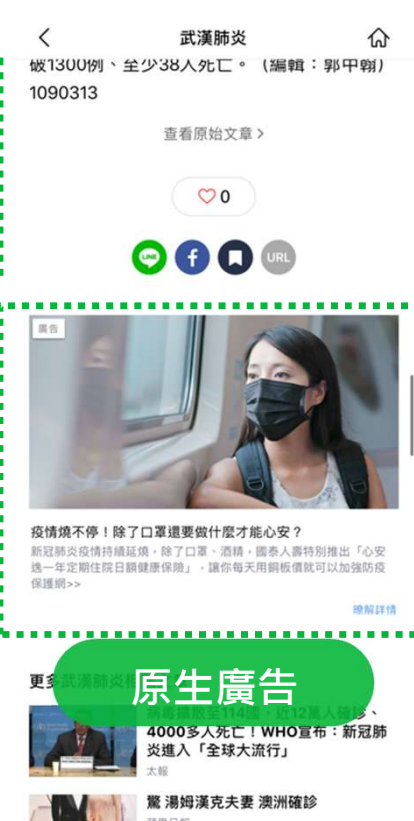 武漢肺炎
破1300例、至少38人死亡。(編輯：郭中翰)
1090313
查看原始文章 >
0
LINE
f
URL
廣告
疫情燒不停！除了口罩還要做什麼才能心安？
新冠肺炎疫情持續延燒，除了口罩、酒精，國泰人壽特別推出「心安
逸一年定期住院日額健康保險」，讓你每天用銅板價就可以加強防疫
保護網>>
瞭解詳情
更多武漢肺炎相
原生廣告
病毒擴散至114國，近12萬人確診、
4000多人死亡！WHO宣布：新冠肺
炎進入「全球大流行」
太報
驚 湯姆漢克夫妻 澳洲確診